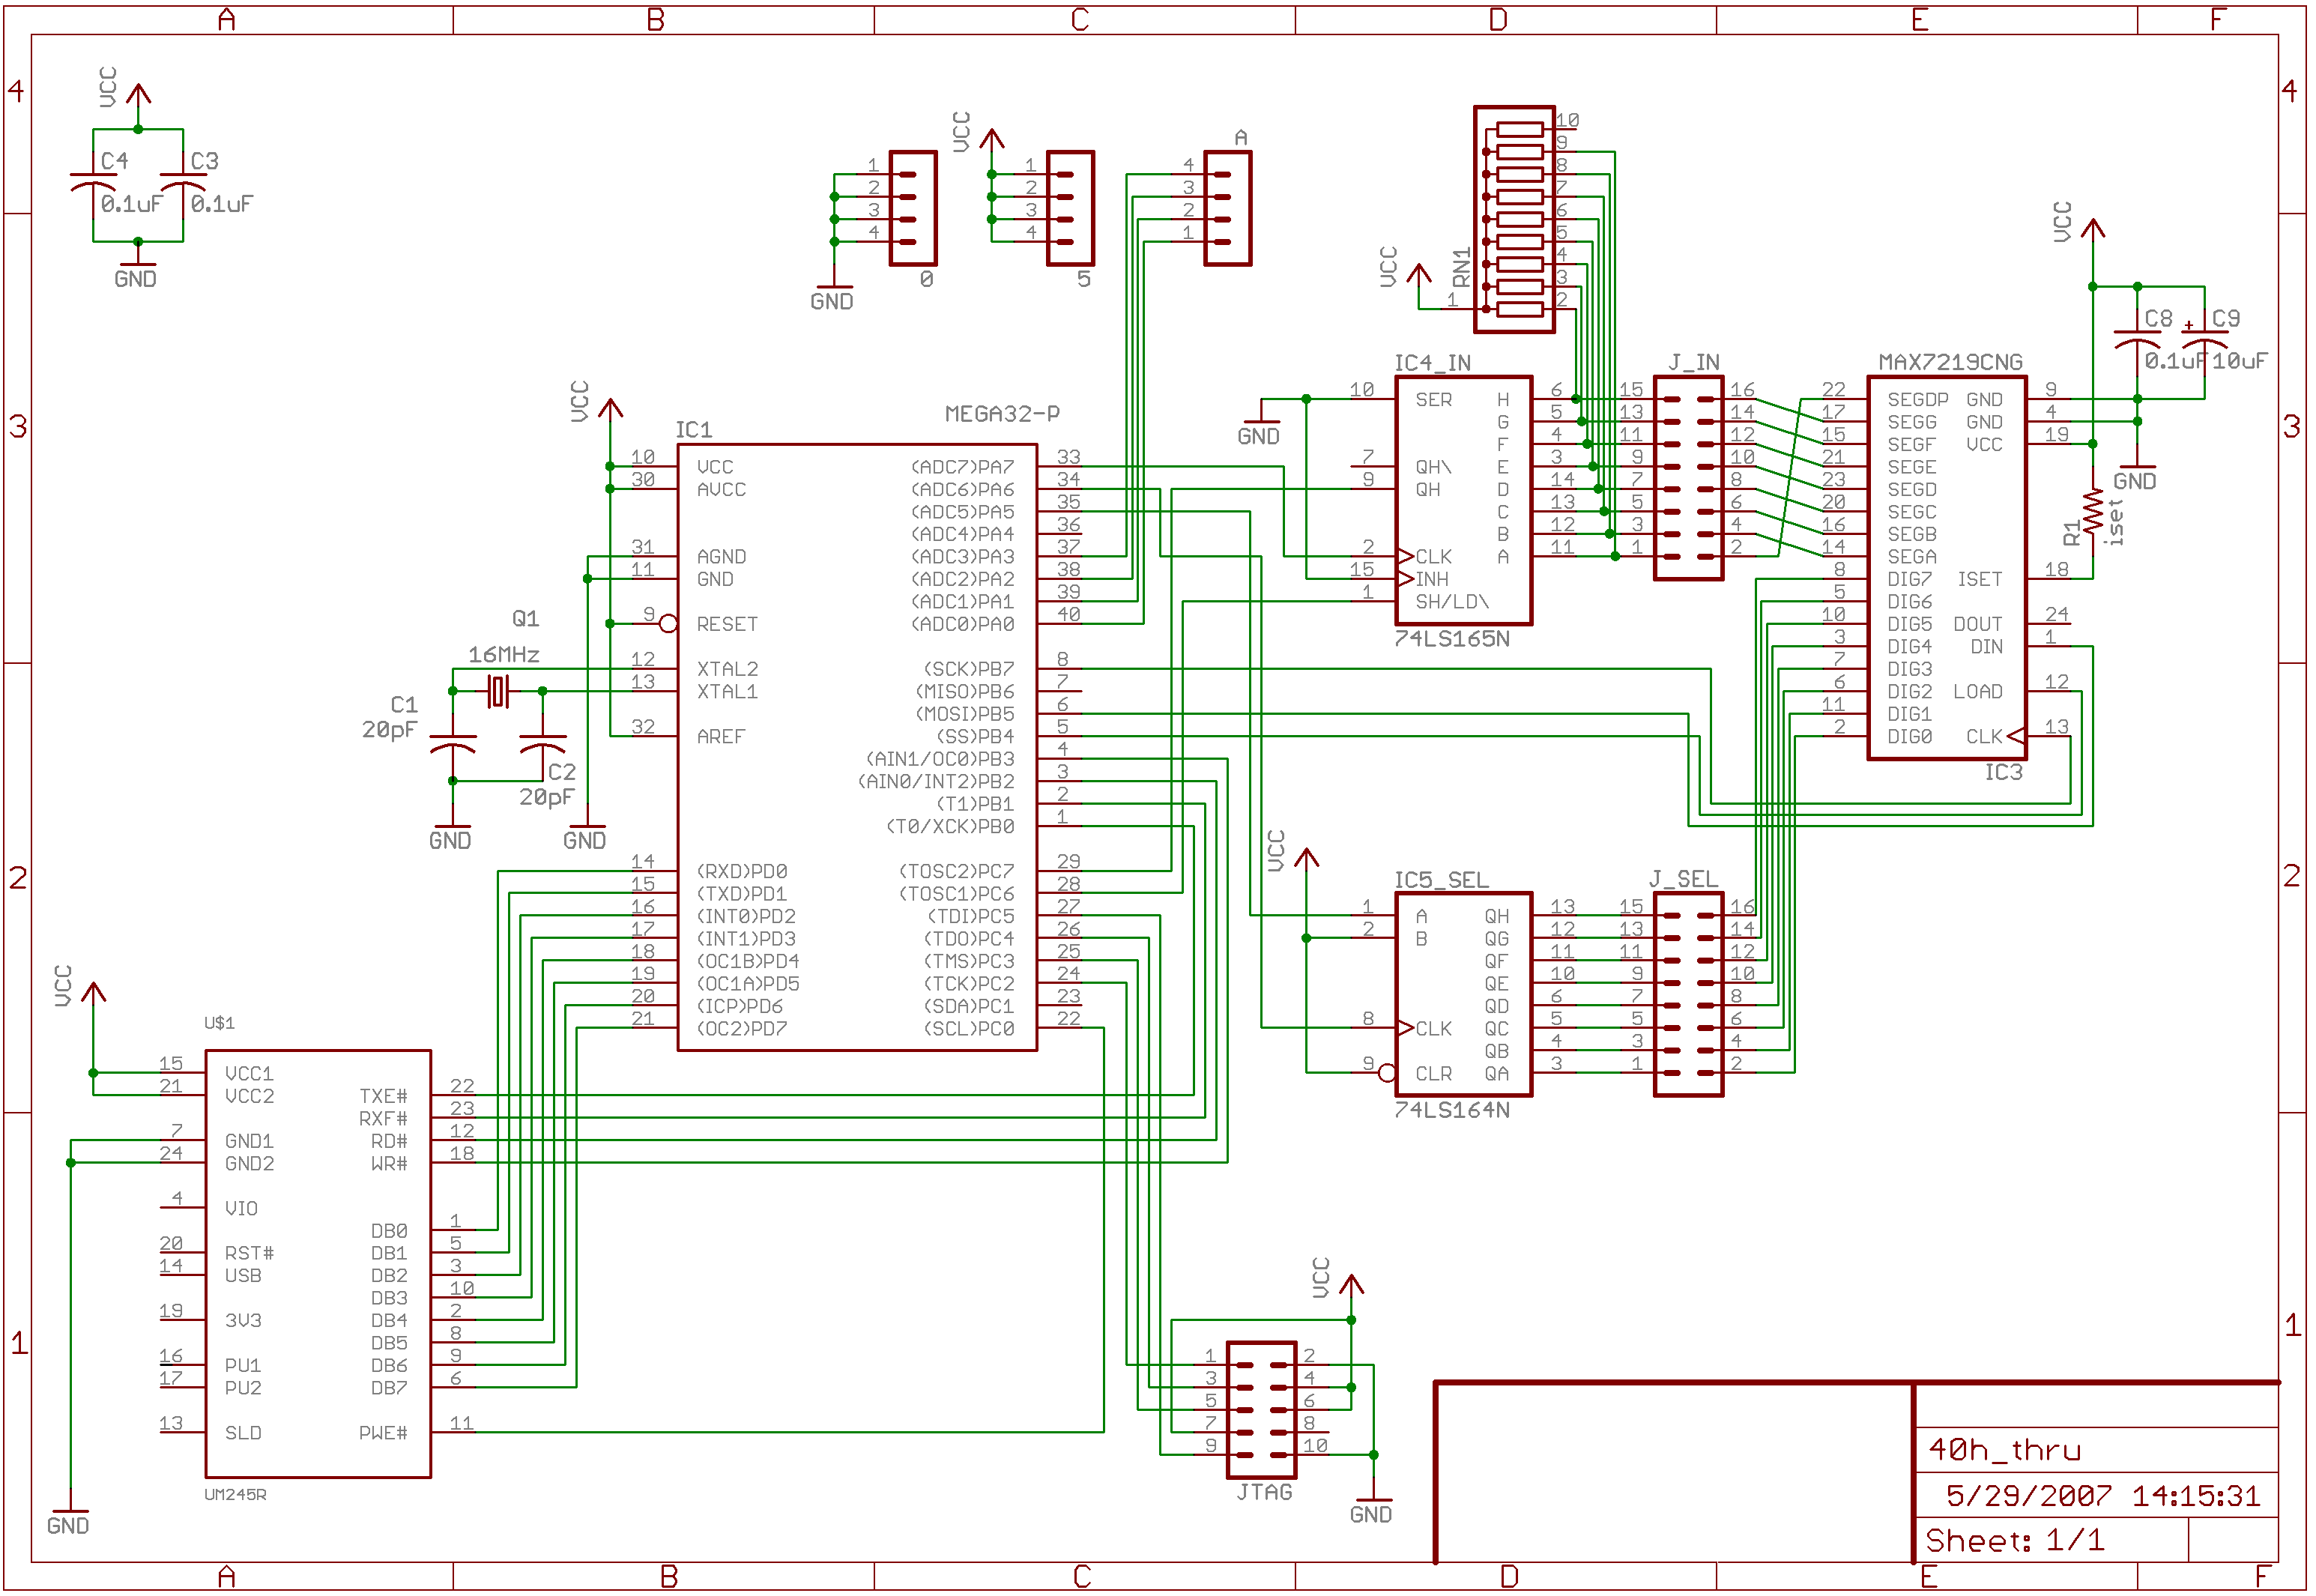 A B C D E F
4 4
3 3
2 2
1 1
VCC
C4 C3
0.1uF 0.1uF
GND
1
2
3
4
0
GND
VCC
1
2
3
4
5
A
4
3
2
1
RN1
VCC
1
10
9
8
7
6
5
4
3
2
VCC
C8 + C9
0.1uF 10uF
GND
R1
iset
IC4_IN
GND
10 SER H 6
G 5
F 4
7 QH\ E 3
9 QH D 14
C 13
B 12
2 CLK A 11
15 INH
1 SH/LD\
74LS165N
J_IN
15 16
13 14
11 12
9 10
7 8
5 6
3 4
1 2
MAX7219CNG
22 SEGDP GND 9
17 SEGG GND 4
15 SEGF VCC 19
21 SEGE
23 SEGD
20 SEGC
16 SEGB
14 SEGA
8 DIG7 ISET 18
5 DIG6
10 DIG5 DOUT 24
3 DIG4 DIN 1
7 DIG3
6 DIG2 LOAD 12
11 DIG1
2 DIG0 CLK 13
IC3
VCC
IC1 MEGA32-P
10 VCC (ADC7)PA7 33
30 AVCC (ADC6)PA6 34
(ADC5)PA5 35
(ADC4)PA4 36
31 AGND (ADC3)PA3 37
11 GND (ADC2)PA2 38
(ADC1)PA1 39
9 RESET (ADC0)PA0 40
12 XTAL2 (SCK)PB7 8
13 XTAL1 (MISO)PB6 7
(MOSI)PB5 6
32 AREF (SS)PB4 5
(AIN1/OC0)PB3 4
(AIN0/INT2)PB2 3
(T1)PB1 2
(T0/XCK)PB0 1
14 (RXD)PD0 (TOSC2)PC7 29
15 (TXD)PD1 (TOSC1)PC6 28
16 (INT0)PD2 (TDI)PC5 27
17 (INT1)PD3 (TDO)PC4 26
18 (OC1B)PD4 (TMS)PC3 25
19 (OC1A)PD5 (TCK)PC2 24
20 (ICP)PD6 (SDA)PC1 23
21 (OC2)PD7 (SCL)PC0 22
Q1
16MHz
C1
20pF
C2
20pF
GND
GND
VCC
IC5_SEL
1 A QH 13
2 B QG 12
QF 11
QE 10
QD 6
8 CLK QC 5
QB 4
9 CLR QA 3
74LS164N
J_SEL
15 16
13 14
11 12
9 10
7 8
5 6
3 4
1 2
VCC
U$1
15 VCC1
21 VCC2 TXE# 22
RXF# 23
7 GND1 RD# 12
24 GND2 WR# 18
4 VIO
DB0 1
20 RST# DB1 5
14 USB DB2 3
DB3 10
19 3V3 DB4 2
DB5 8
16 PU1 DB6 9
17 PU2 DB7 6
13 SLD PWE# 11
UM245R
GND
VCC
1 2
3 4
5 6
7 8
9 10
JTAG
GND
40h_thru
5/29/2007 14:15:31
Sheet: 1/1
A B C D E F